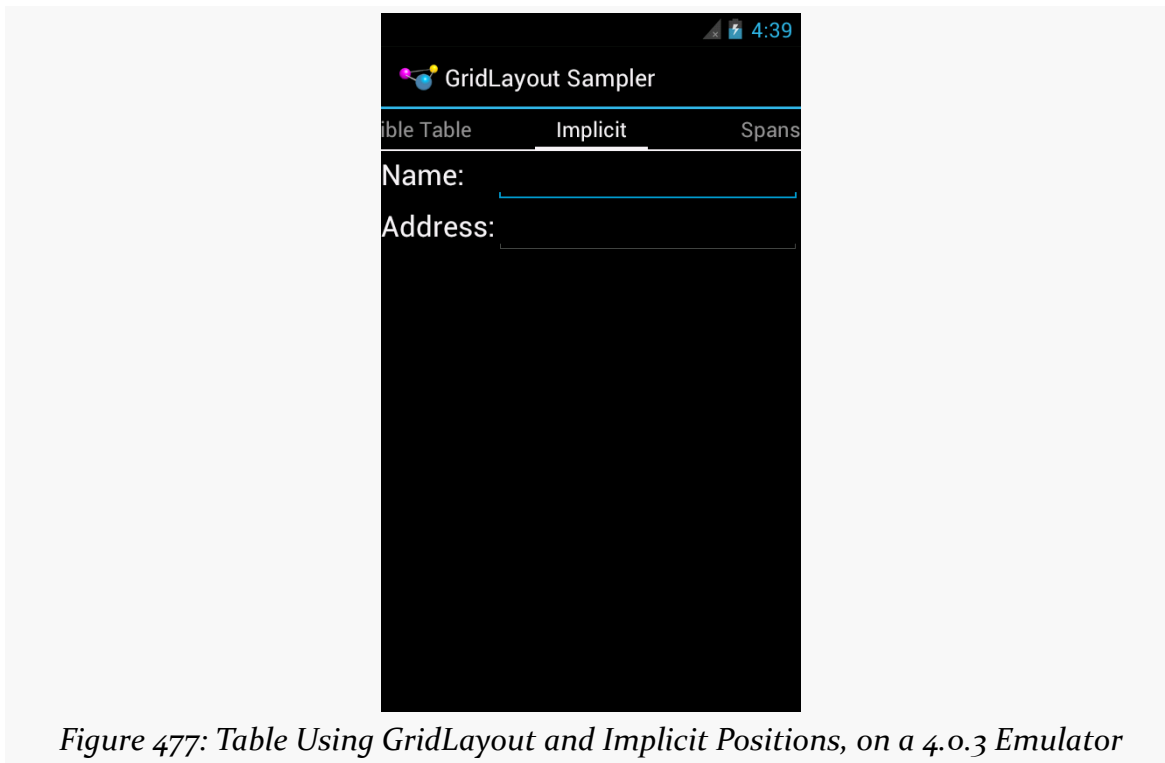 4:39
GridLayout Sampler
ible Table Implicit Spans
Name:
Address:
Figure 477: Table Using GridLayout and Implicit Positions, on a 4.0.3 Emulator